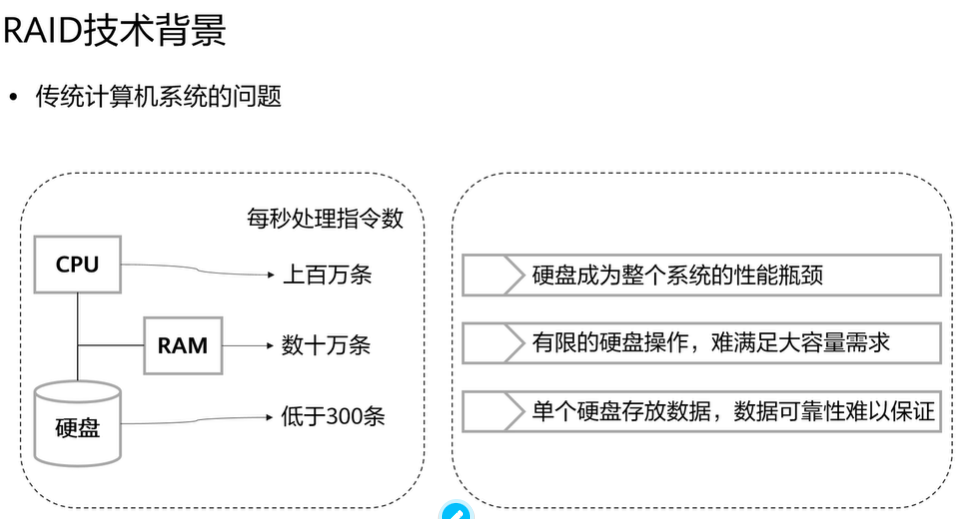 RAID技术背景
• 传统计算机系统的问题
每秒处理指令数
CPU
上百万条
RAM
数十万条
硬盘
低于300条
硬盘成为整个系统的性能瓶颈
有限的硬盘操作，难满足大容量需求
单个硬盘存放数据，数据可靠性难以保证